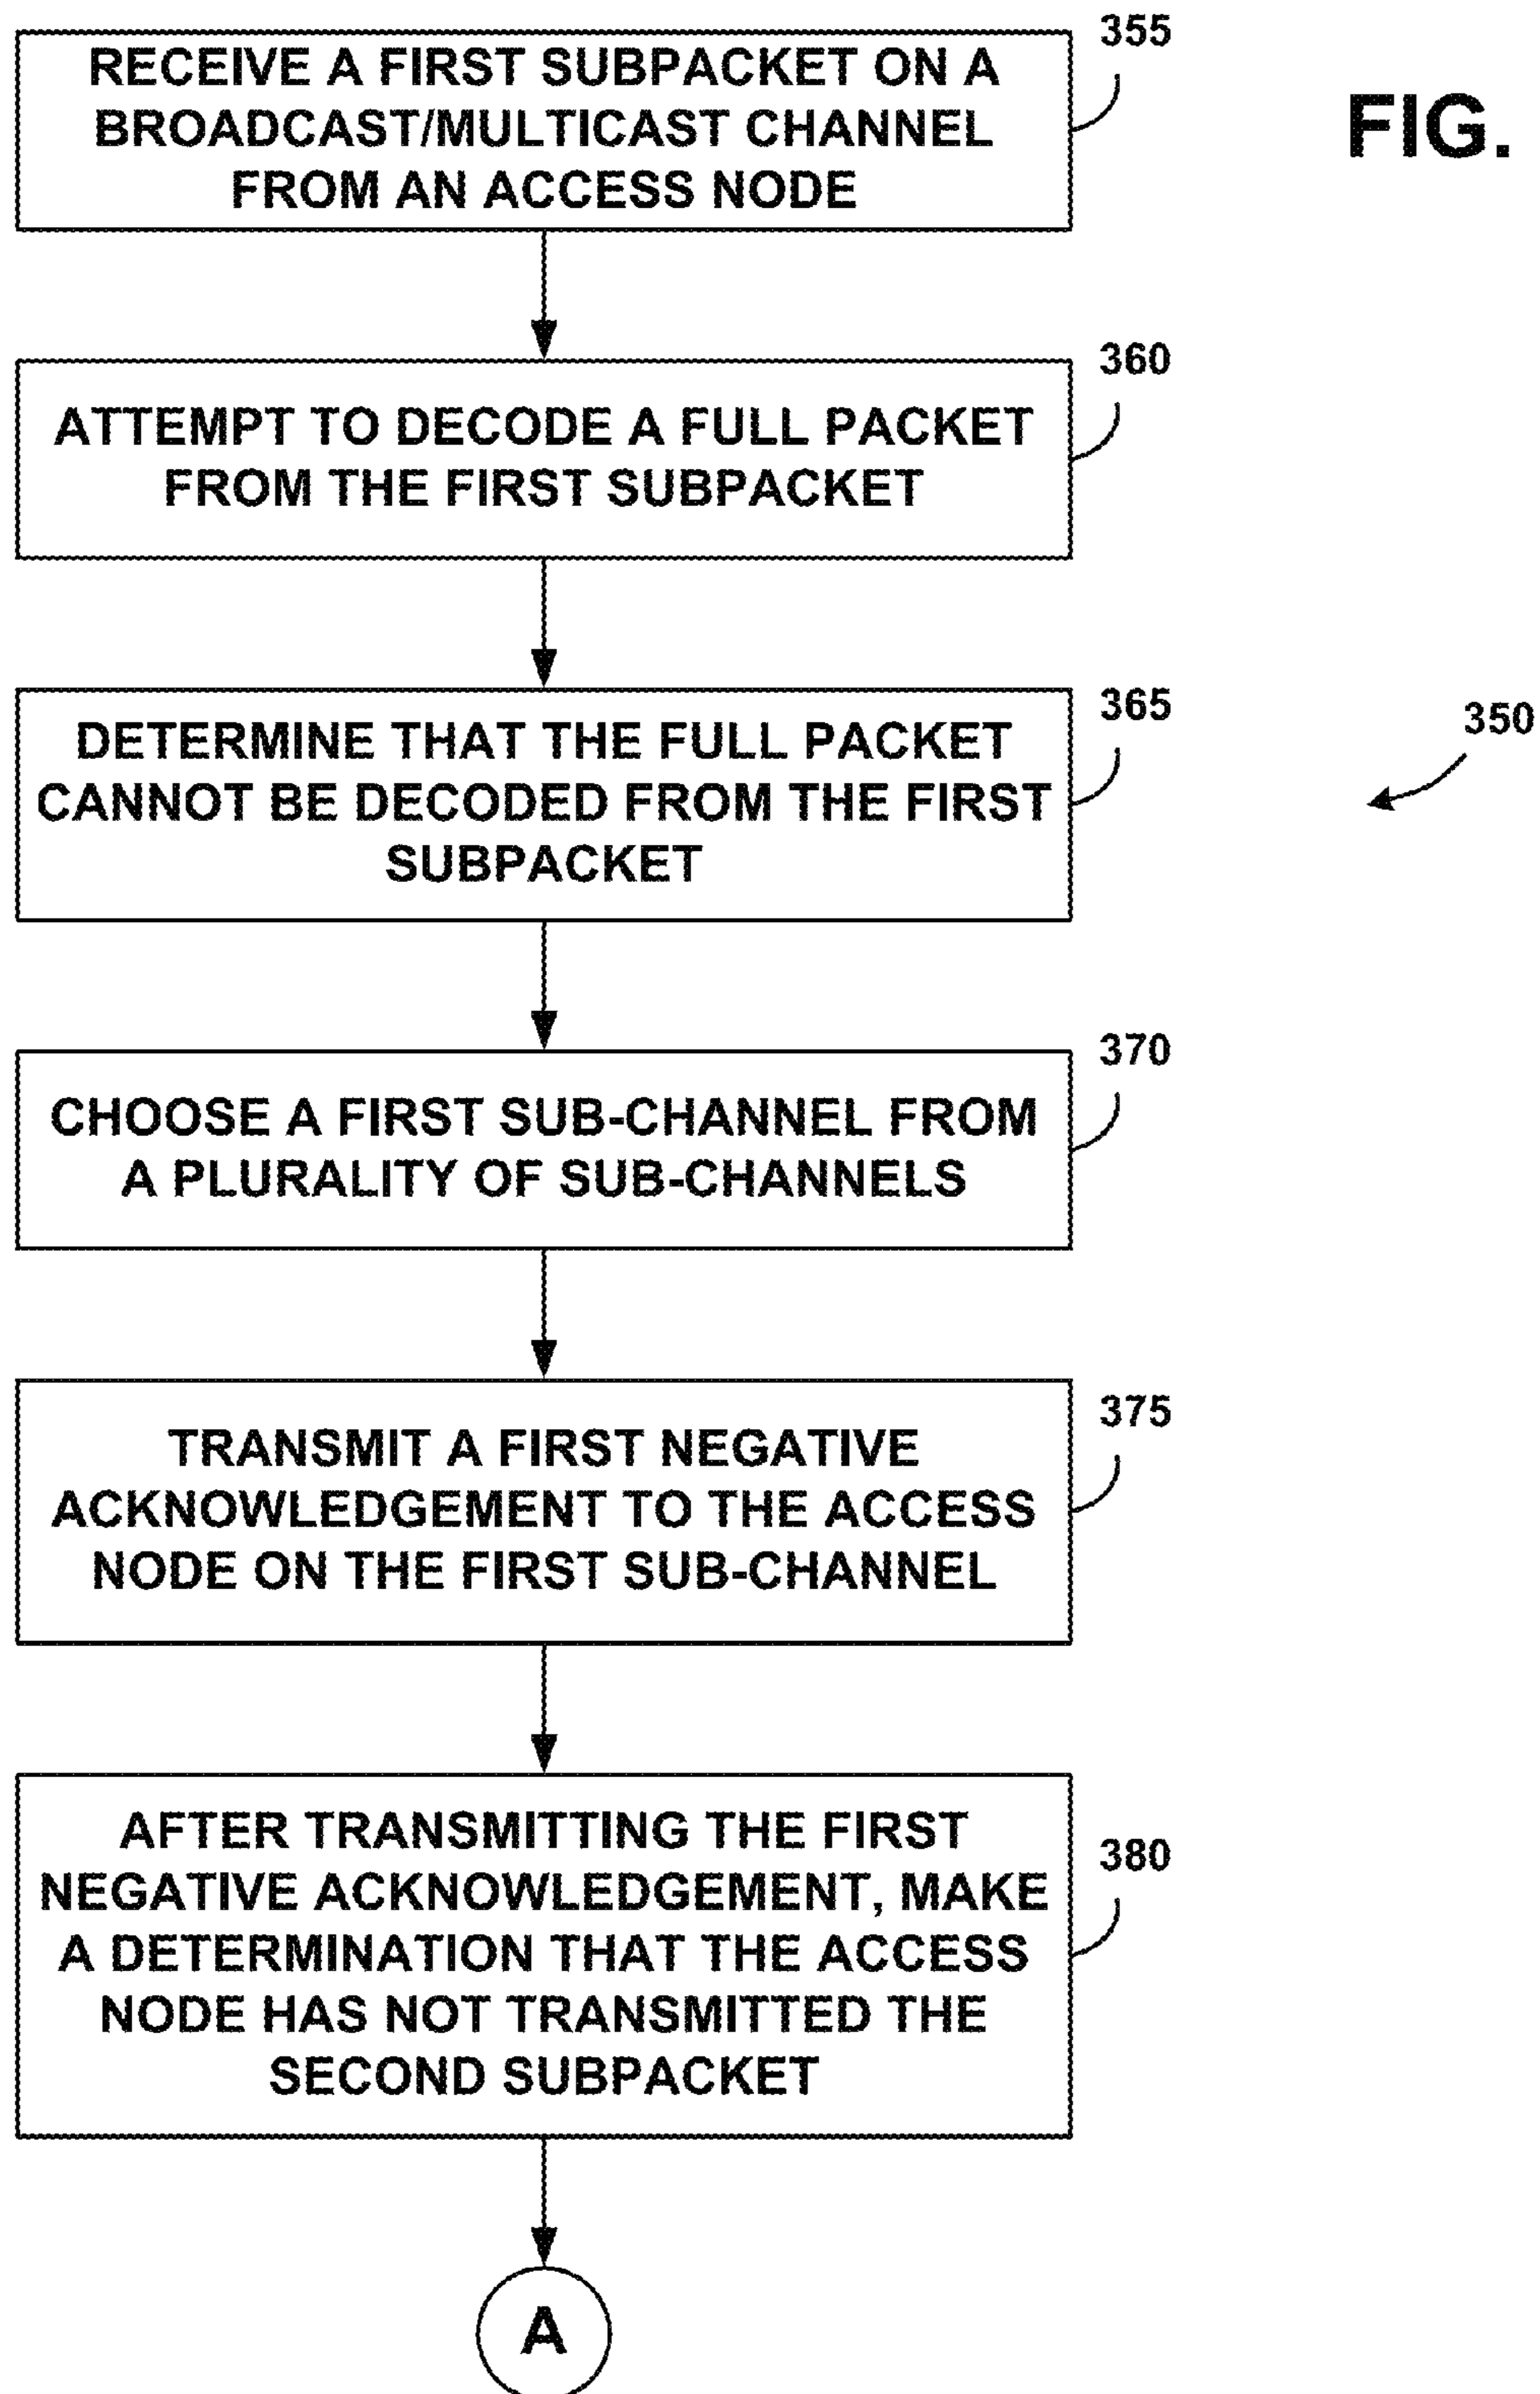 355
RECEIVE A FIRST SUBPACKET ON A
BROADCAST/MULTICAST CHANNEL
FROM AN ACCESS NODE
FIG.
360
ATTEMPT TO DECODE A FULL PACKET
FROM THE FIRST SUBPACKET
365
DETERMINE THAT THE FULL PACKET
CANNOT BE DECODED FROM THE FIRST
SUBPACKET
350
370
CHOOSE A FIRST SUB-CHANNEL FROM
A PLURALITY OF SUB-CHANNELS
375
TRANSMIT A FIRST NEGATIVE
ACKNOWLEDGEMENT TO THE ACCESS
NODE ON THE FIRST SUB-CHANNEL
380
AFTER TRANSMITTING THE FIRST
NEGATIVE ACKNOWLEDGEMENT, MAKE
A DETERMINATION THAT THE ACCESS
NODE HAS NOT TRANSMITTED THE
SECOND SUBPACKET
A